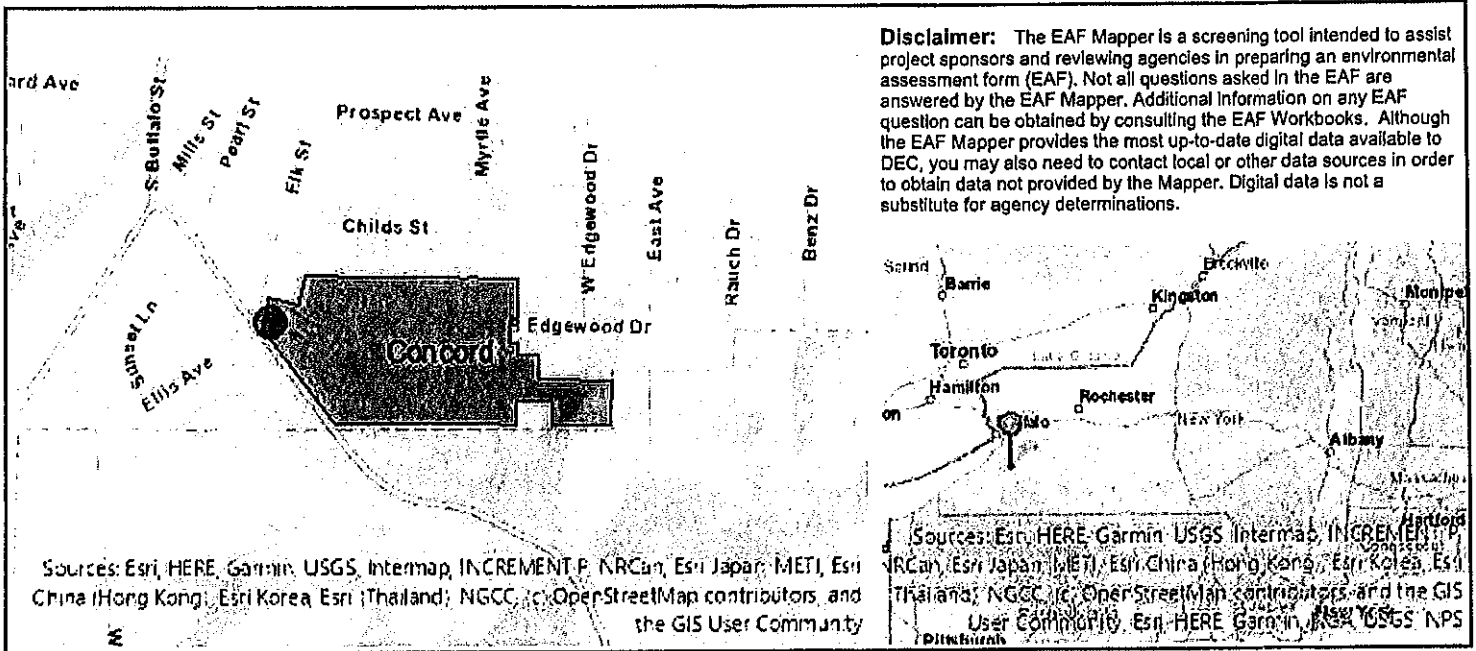 Disclaimer: The EAF Mapper is a screening tool intended to assist
project sponsors and reviewing agencies in preparing an environmental
assessment form (EAF). Not all questions asked in the EAF are
answered by the EAF Mapper. Additional information on any EAF
question can be obtained by consulting the EAF Workbooks. Although
the EAF Mapper provides the most up-to-date digital data available to
DEC, you may also need to contact local or other data sources in order
to obtain data not provided by the Mapper. Digital data is not a
substitute for agency determinations.
ard Ave
S Buffalo St
Mills St
Pearl St
Elk St
Prospect Ave
Myrtle Ave
W Edgewood Dr
East Ave
Rauch Dr
Benz Dr
Childs St
Sunset Ln
Ellis Ave
Edgewood Dr
Concord
Sources: Esri, HERE, Garmin, USGS, Intermap, INCREMENT P, NRCan, Esri Japan, METI, Esri
China (Hong Kong), Esri Korea, Esri (Thailand), NGCC, (c) OpenStreetMap contributors, and
the GIS User Community
Sound
Barrie
Brockville
Kingston
Montpel
Toronto
Hamilton
on
Rochester
New York
Albany
Hartford
Sources: Esri, HERE, Garmin, USGS, Intermap, INCREMENT P,
NRCan, Esri Japan, METI, Esri China (Hong Kong), Esri Korea, Esri
(Thailand), NGCC, (c) OpenStreetMap contributors, and the GIS
User Community, Esri, HERE, Garmin, USGS, NPS
Pittsburgh